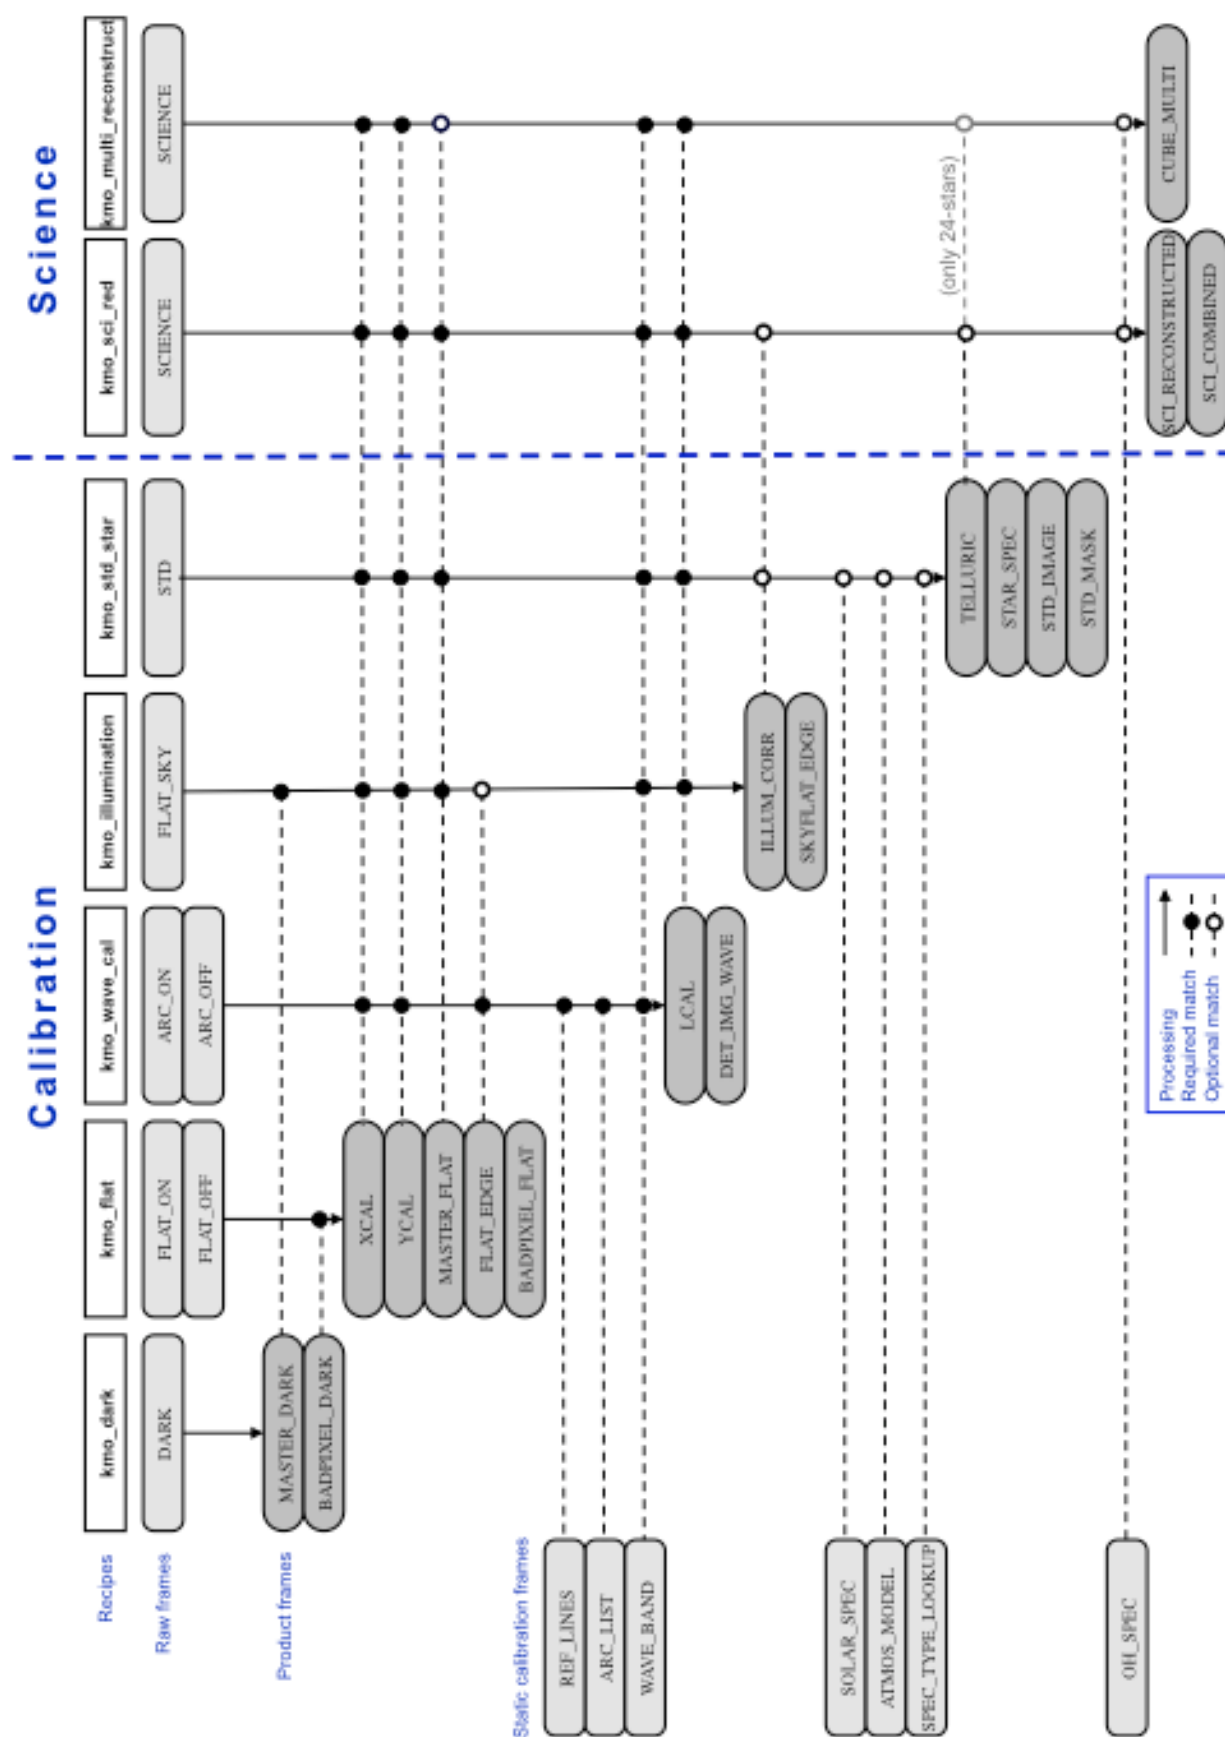 Calibration
Science
Recipes
kmo_dark
kmo_flat
kmo_wave_cal
kmo_illumination
kmo_std_star
kmo_sci_red
kmo_multi_reconstruct
Raw frames
DARK
FLAT_ON
FLAT_OFF
ARC_ON
ARC_OFF
FLAT_SKY
STD
SCIENCE
SCIENCE
Product frames
MASTER_DARK
BADPIXEL_DARK
XCAL
YCAL
MASTER_FLAT
FLAT_EDGE
BADPIXEL_FLAT
Static calibration frames
REF_LINES
ARC_LIST
WAVE_BAND
LCAL
DET_IMG_WAVE
ILLUM_CORR
SKYFLAT_EDGE
SOLAR_SPEC
ATMOS_MODEL
SPEC_TYPE_LOOKUP
TELLURIC
STAR_SPEC
STD_IMAGE
STD_MASK
(only 24-stars)
OH_SPEC
SCI_RECONSTRUCTED
SCI_COMBINED
CUBE_MULTI
Processing
Required match
Optional match